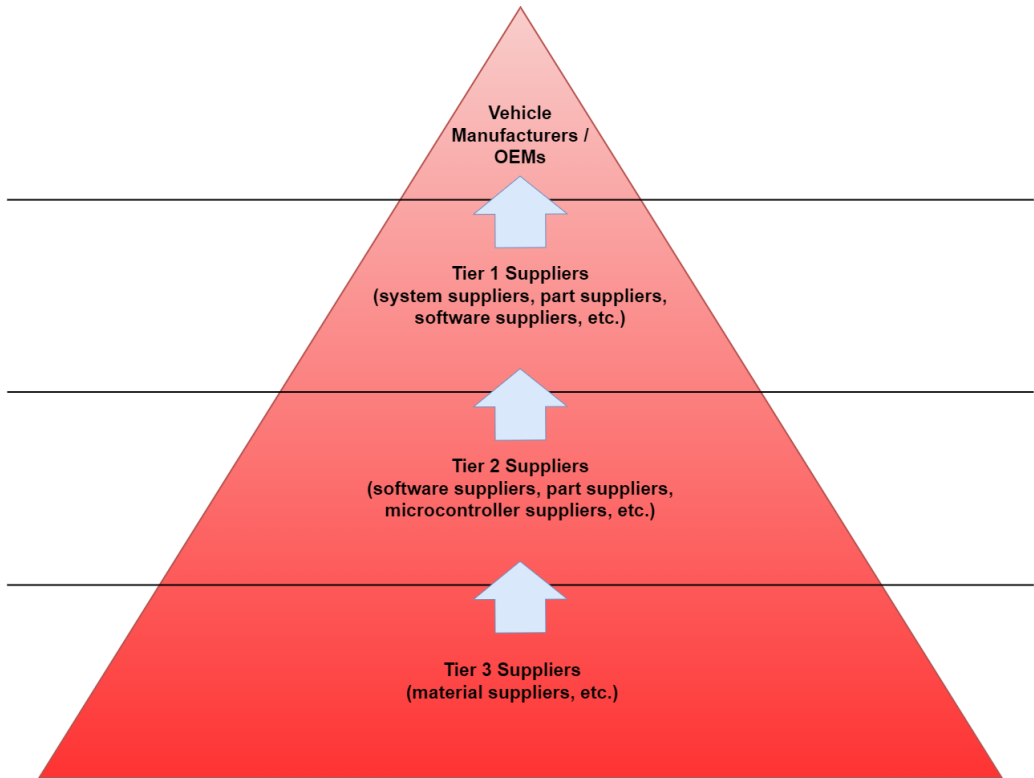 Vehicle
Manufacturers /
OEMs
Tier 1 Suppliers
(system suppliers, part suppliers,
software suppliers, etc.)
Tier 2 Suppliers
(software suppliers, part suppliers,
microcontroller suppliers, etc.)
Tier 3 Suppliers
(material suppliers, etc.)